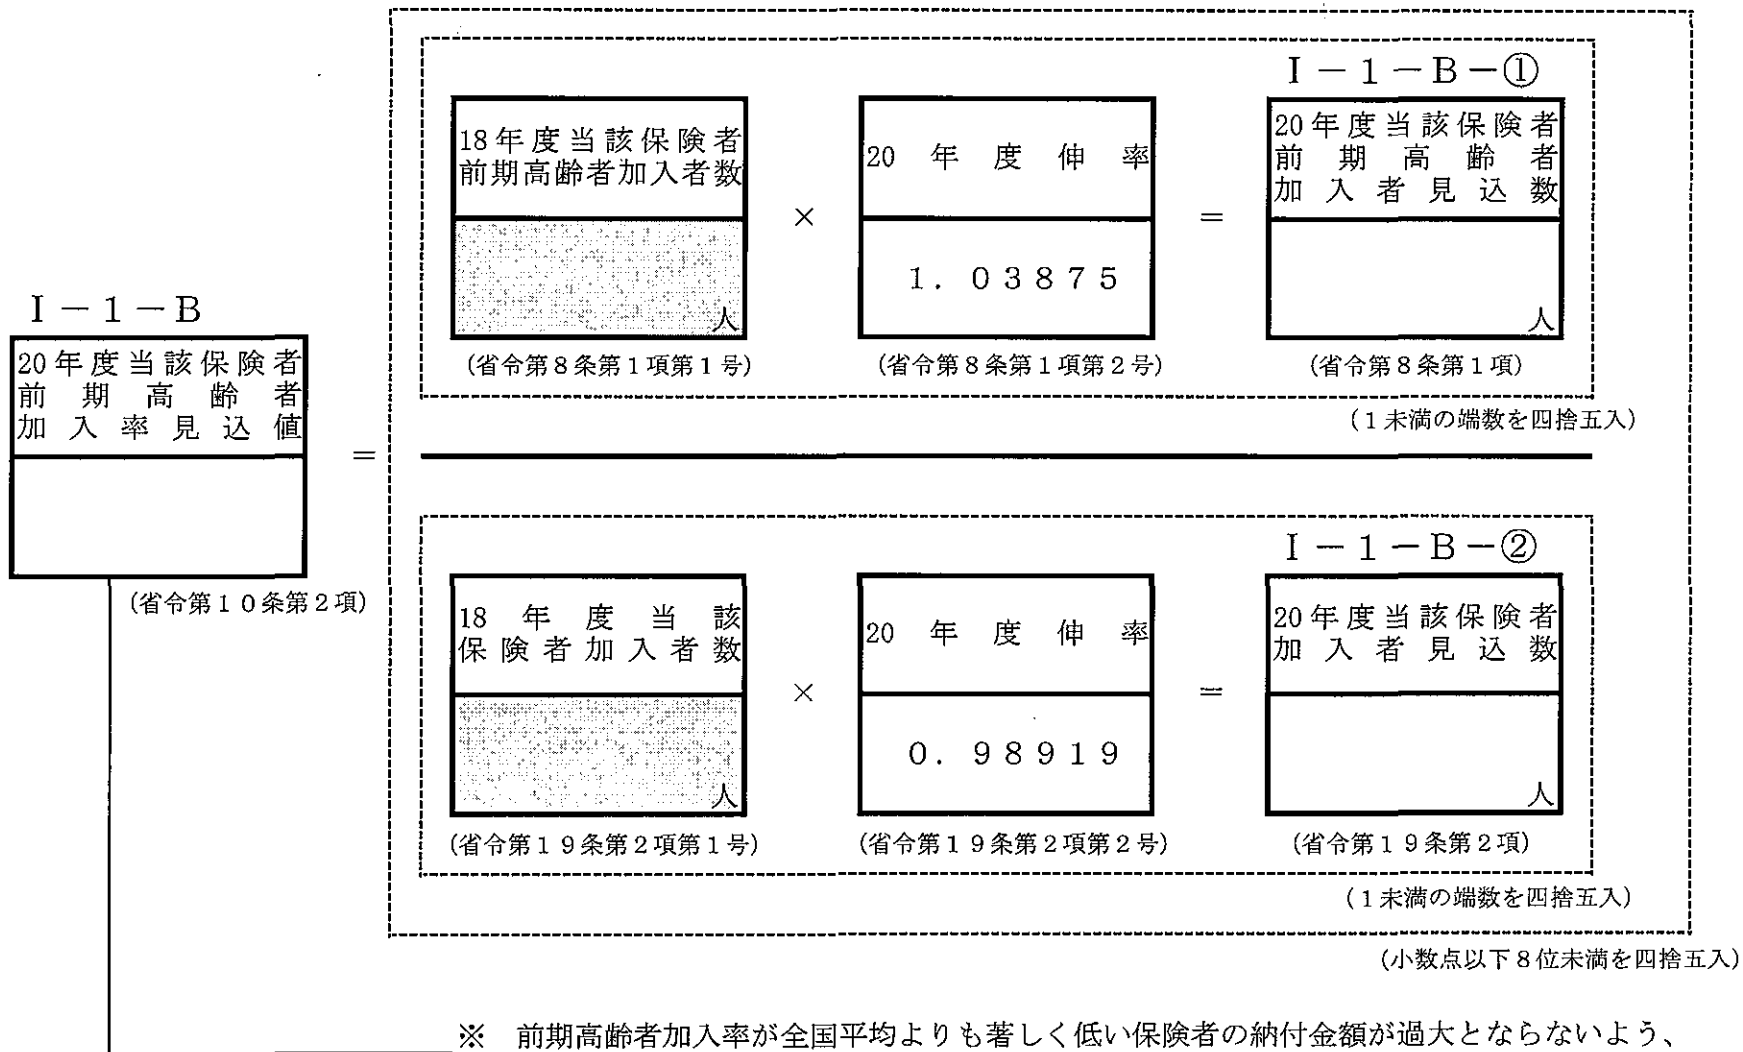 I－1－B－①
18年度当該保険者
前期高齢者加入者数
人
(省令第8条第1項第1号)
×
20年度伸率
1．03875
(省令第8条第1項第2号)
＝
20年度当該保険者
前期高齢者
加入者見込数
人
(省令第8条第1項)
(1未満の端数を四捨五入)
I－1－B
20年度当該保険者
前期高齢者
加入率見込値
(省令第10条第2項)
＝
I－1－B－②
18年度当該
保険者加入者数
人
(省令第19条第2項第1号)
×
20年度伸率
0．98919
(省令第19条第2項第2号)
＝
20年度当該保険者
加入者見込数
人
(省令第19条第2項)
(1未満の端数を四捨五入)
(小数点以下8位未満を四捨五入)
※　前期高齢者加入率が全国平均よりも著しく低い保険者の納付金額が過大とならないよう、